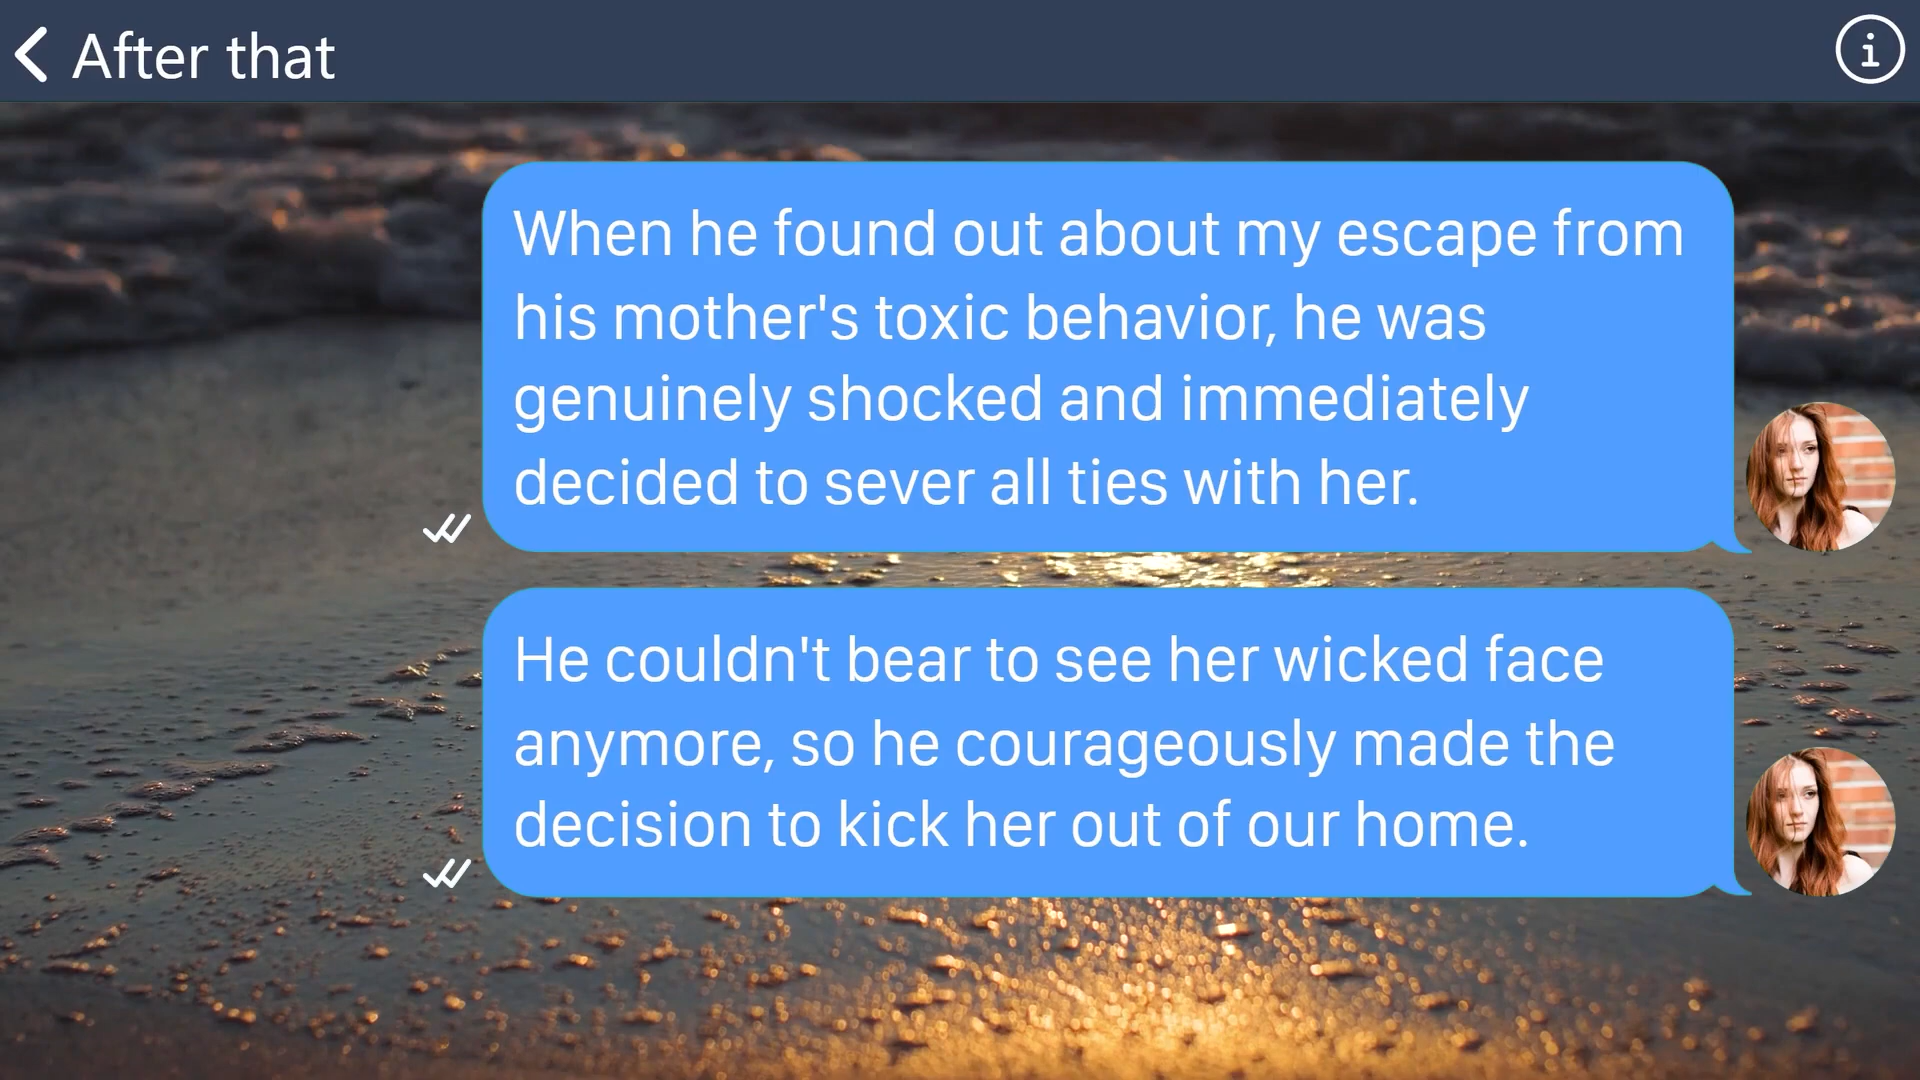 After that
i
When he found out about my escape from
his mother's toxic behavior, he was
genuinely shocked and immediately
decided to sever all ties with her.
He couldn't bear to see her wicked face
anymore, so he courageously made the
decision to kick her out of our home.